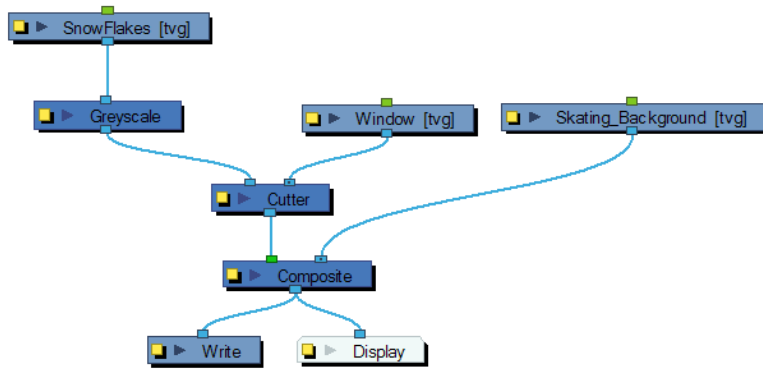 SnowFlakes [tvg]
Greyscale
Window [tvg]
Skating_Background [tvg]
Cutter
Composite
Write
Display